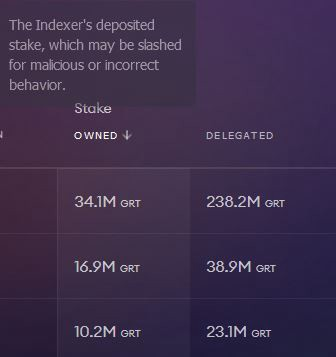 The Indexer's deposited
stake, which may be slashed
for malicious or incorrect
behavior.
Stake
N OWNED ↓ DELEGATED
34.1M GRT 238.2M GRT
16.9M GRT 38.9M GRT
10.2M GRT 23.1M GRT